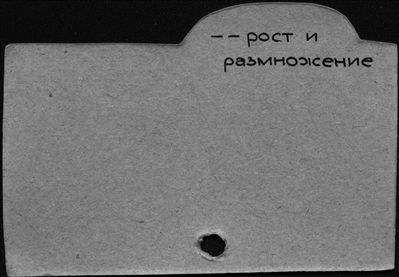 -- рост и
размножение